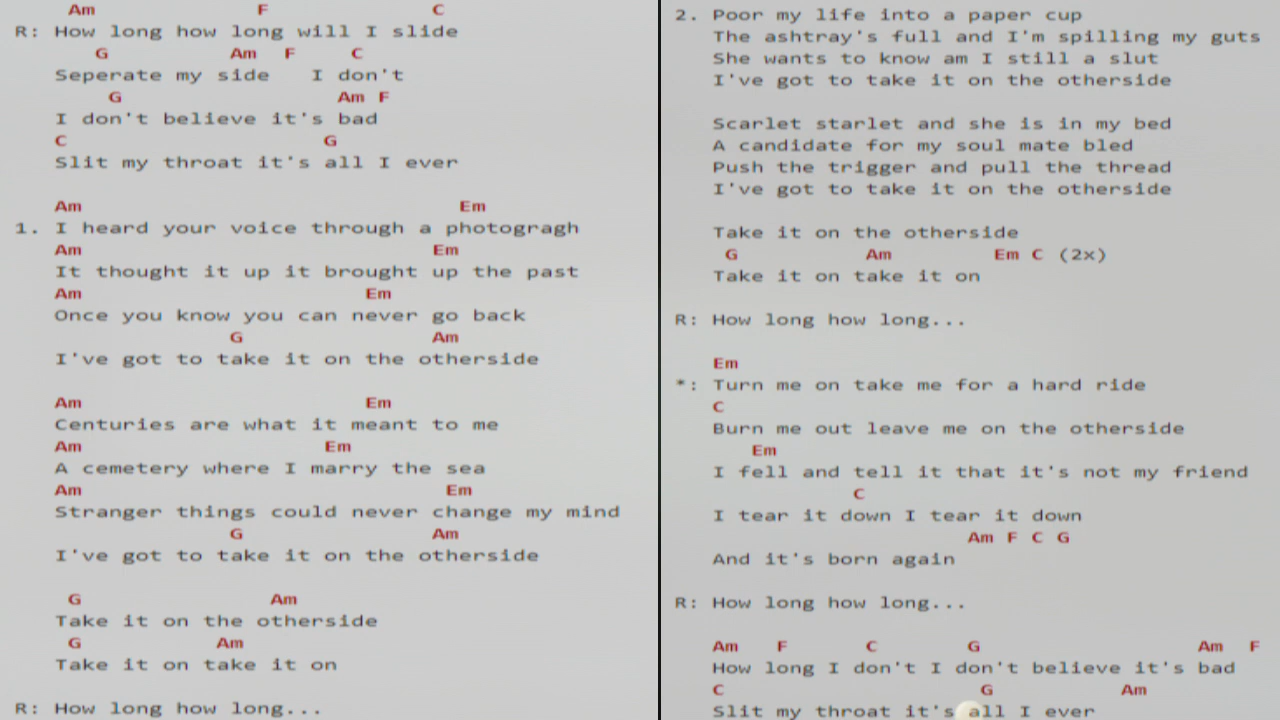 Am F C
R: How long how long will I slide
G Am F C
Seperate my side I don't
G Am F
I don't believe it's bad
C G
Slit my throat it's all I ever
Am Em
1. I heard your voice through a photogragh
Am Em
It thought it up it brought up the past
Am Em
Once you know you can never go back
G Am
I've got to take it on the otherside
Am Em
Centuries are what it meant to me
Am Em
A cemetery where I marry the sea
Am Em
Stranger things could never change my mind
G Am
I've got to take it on the otherside
G Am
Take it on the otherside
G Am
Take it on take it on
R: How long how long...
2. Poor my life into a paper cup
The ashtray's full and I'm spilling my guts
She wants to know am I still a slut
I've got to take it on the otherside
Scarlet starlet and she is in my bed
A candidate for my soul mate bled
Push the trigger and pull the thread
I've got to take it on the otherside
Take it on the otherside
G Am Em C (2x)
Take it on take it on
R: How long how long...
Em
*: Turn me on take me for a hard ride
C
Burn me out leave me on the otherside
Em
I fell and tell it that it's not my friend
C
I tear it down I tear it down
Am F C G
And it's born again
R: How long how long...
Am F C G Am F
How long I don't I don't believe it's bad
C G Am
Slit my throat it's all I ever